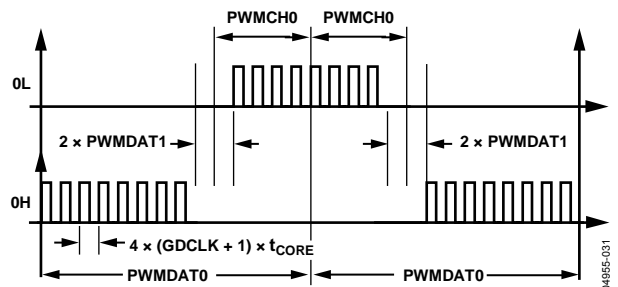 PWMCH0 PWMCH0
0L
2 × PWMDAT1 2 × PWMDAT1
0H
4 × (GDCLK + 1) × tCORE
PWMDAT0 PWMDAT0
04955-031